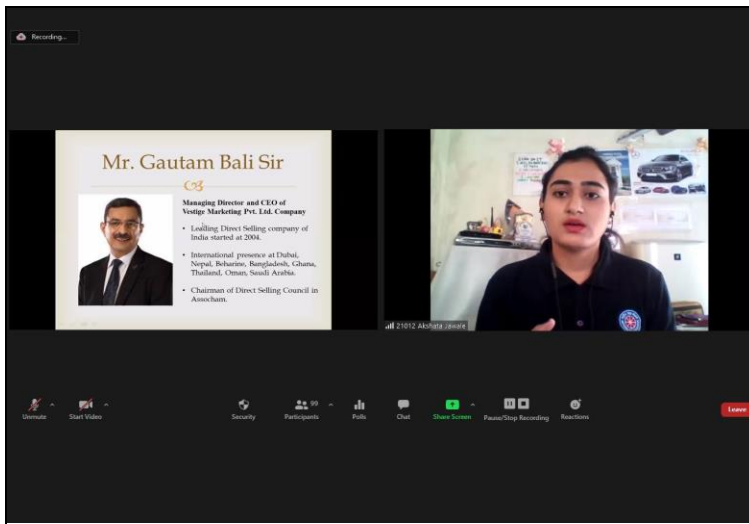 Recording...
Mr. Gautam Bali Sir
Managing Director and CEO of
Vestige Marketing Pvt. Ltd. Company
• Leading Direct Selling company of
India started at 2004.
• International presence at Dubai,
Nepal, Beharine, Bangladesh, Ghana,
Thailand, Oman, Saudi Arabia.
• Chairman of Direct Selling Council in
Assocham.
21012 Akshata Jawale
99
Unmute
Start Video
Security
Participants
Polls
Chat
Share Screen
Pause/Stop Recording
Reactions
Leave